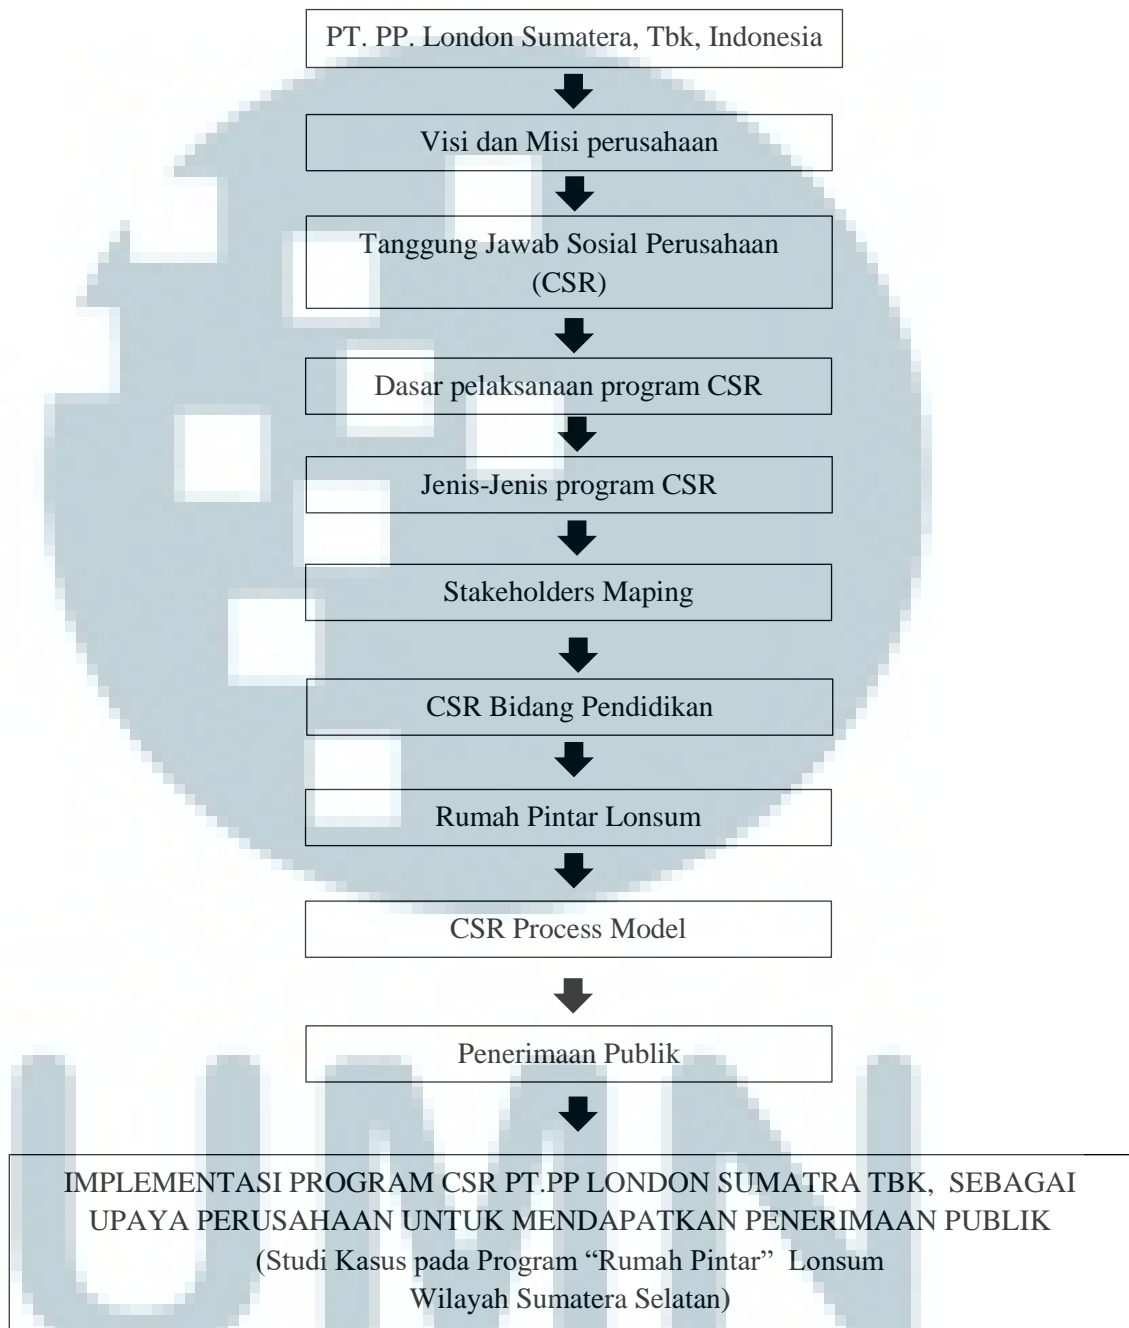 PT. PP. London Sumatera, Tbk, Indonesia
Visi dan Misi perusahaan
Tanggung Jawab Sosial Perusahaan
(CSR)
Dasar pelaksanaan program CSR
Jenis-Jenis program CSR
Stakeholders Maping
CSR Bidang Pendidikan
Rumah Pintar Lonsum
CSR Process Model
Penerimaan Publik
IMPLEMENTASI PROGRAM CSR PT.PP LONDON SUMATRA TBK, SEBAGAI
UPAYA PERUSAHAAN UNTUK MENDAPATKAN PENERIMAAN PUBLIK
(Studi Kasus pada Program “Rumah Pintar” Lonsum
Wilayah Sumatera Selatan)
UMN